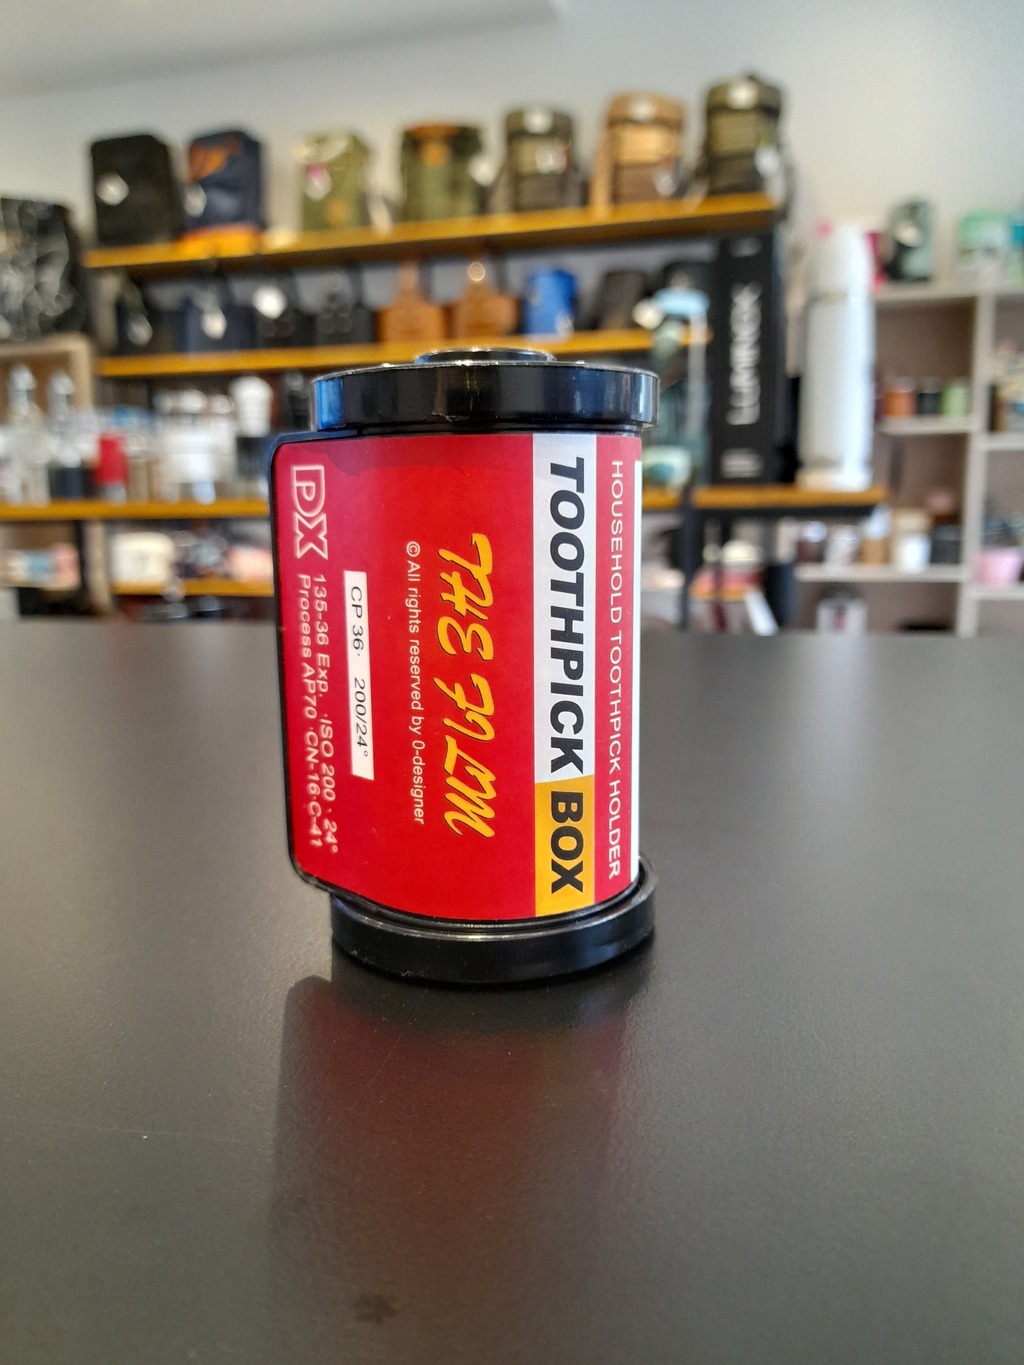 HOUSEHOLD TOOTHPICK HOLDER
TOOTHPICK BOX
THE FILM
©All rights reserved by 0-designer
CP 36· 200/24°
DX
135-36 Exp. ·ISO 200 · 24°
Process AP70·CN-16·C-41
LUMINOX